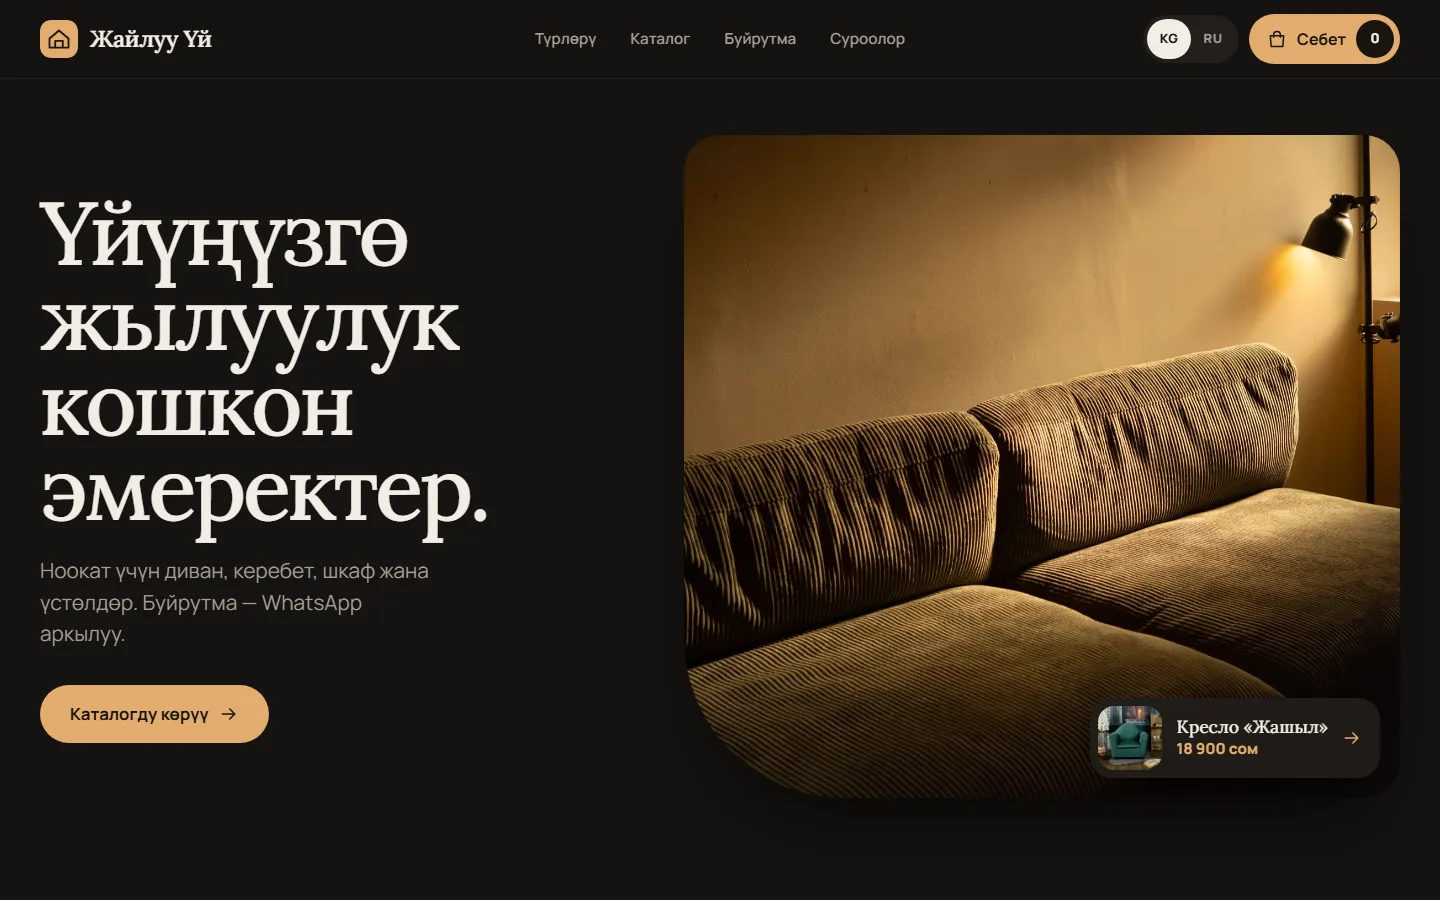 Жайлуу Үй
Түрлөрү
Каталог
Буйрутма
Суроолор
KG
RU
Себет
0
Үйүңүзгө
жылуулук
кошкон
эмеректер.
Ноокат үчүн диван, керебет, шкаф жана
үстөлдөр. Буйрутма — WhatsApp
аркылуу.
Каталогду көрүү →
Кресло «Жашыл»
18 900 сом
→